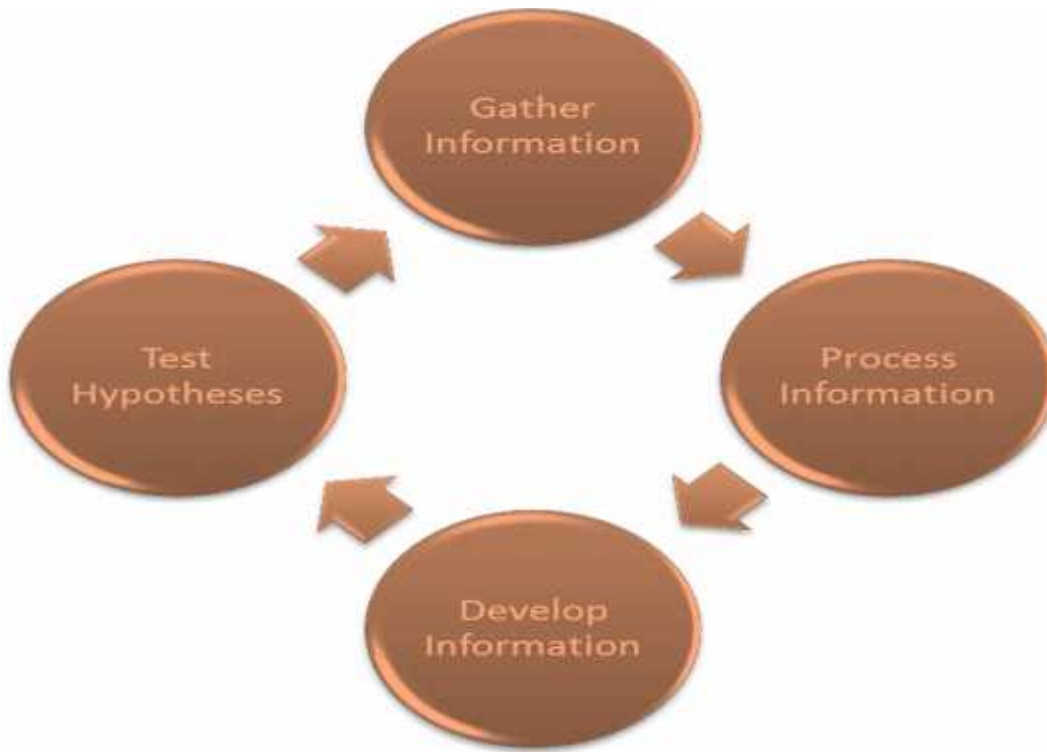 Gather
Information
Process
Information
Develop
Information
Test
Hypotheses